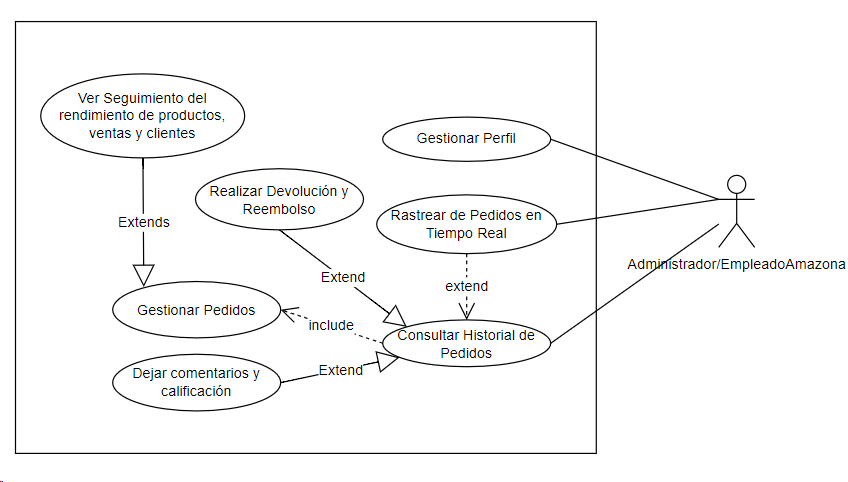 Ver Seguimiento del
rendimiento de productos,
ventas y clientes
Gestionar Perfil
Realizar Devolución y
Reembolso
Rastrear de Pedidos en
Tiempo Real
Extends
Administrador/EmpleadoAmazona
Extend
extend
Gestionar Pedidos
include
Consultar Historial de
Pedidos
Dejar comentarios y
calificación
Extend